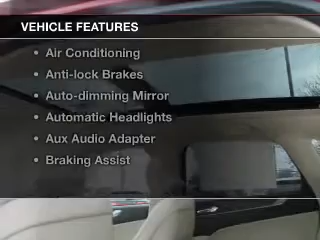 VEHICLE FEATURES
• Air Conditioning
• Anti-lock Brakes
• Auto-dimming Mirror
• Automatic Headlights
• Aux Audio Adapter
• Braking Assist